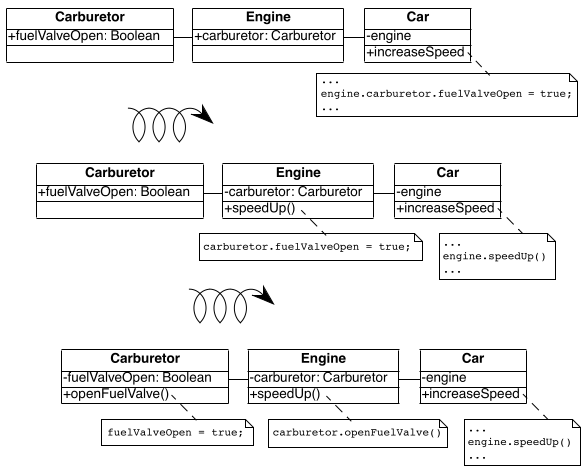 Carburetor Engine Car
+fuelValveOpen: Boolean +carburetor: Carburetor -engine
+increaseSpeed
...
engine.carburetor.fuelValveOpen = true;
...
Carburetor Engine Car
+fuelValveOpen: Boolean -carburetor: Carburetor -engine
+speedUp() +increaseSpeed
carburetor.fuelValveOpen = true;
...
engine.speedUp()
...
Carburetor Engine Car
-fuelValveOpen: Boolean -carburetor: Carburetor -engine
+openFuelValve() +speedUp() +increaseSpeed
fuelValveOpen = true;
carburetor.openFuelValve()
...
engine.speedUp()
...